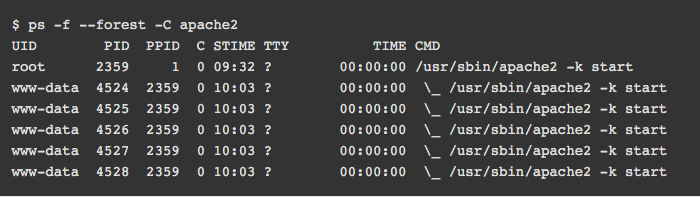 $ ps -f --forest -C apache2
UID        PID  PPID  C STIME TTY          TIME CMD
root      2359     1  0 09:32 ?        00:00:00 /usr/sbin/apache2 -k start
www-data  4524  2359  0 10:03 ?        00:00:00  \_ /usr/sbin/apache2 -k start
www-data  4525  2359  0 10:03 ?        00:00:00  \_ /usr/sbin/apache2 -k start
www-data  4526  2359  0 10:03 ?        00:00:00  \_ /usr/sbin/apache2 -k start
www-data  4527  2359  0 10:03 ?        00:00:00  \_ /usr/sbin/apache2 -k start
www-data  4528  2359  0 10:03 ?        00:00:00  \_ /usr/sbin/apache2 -k start